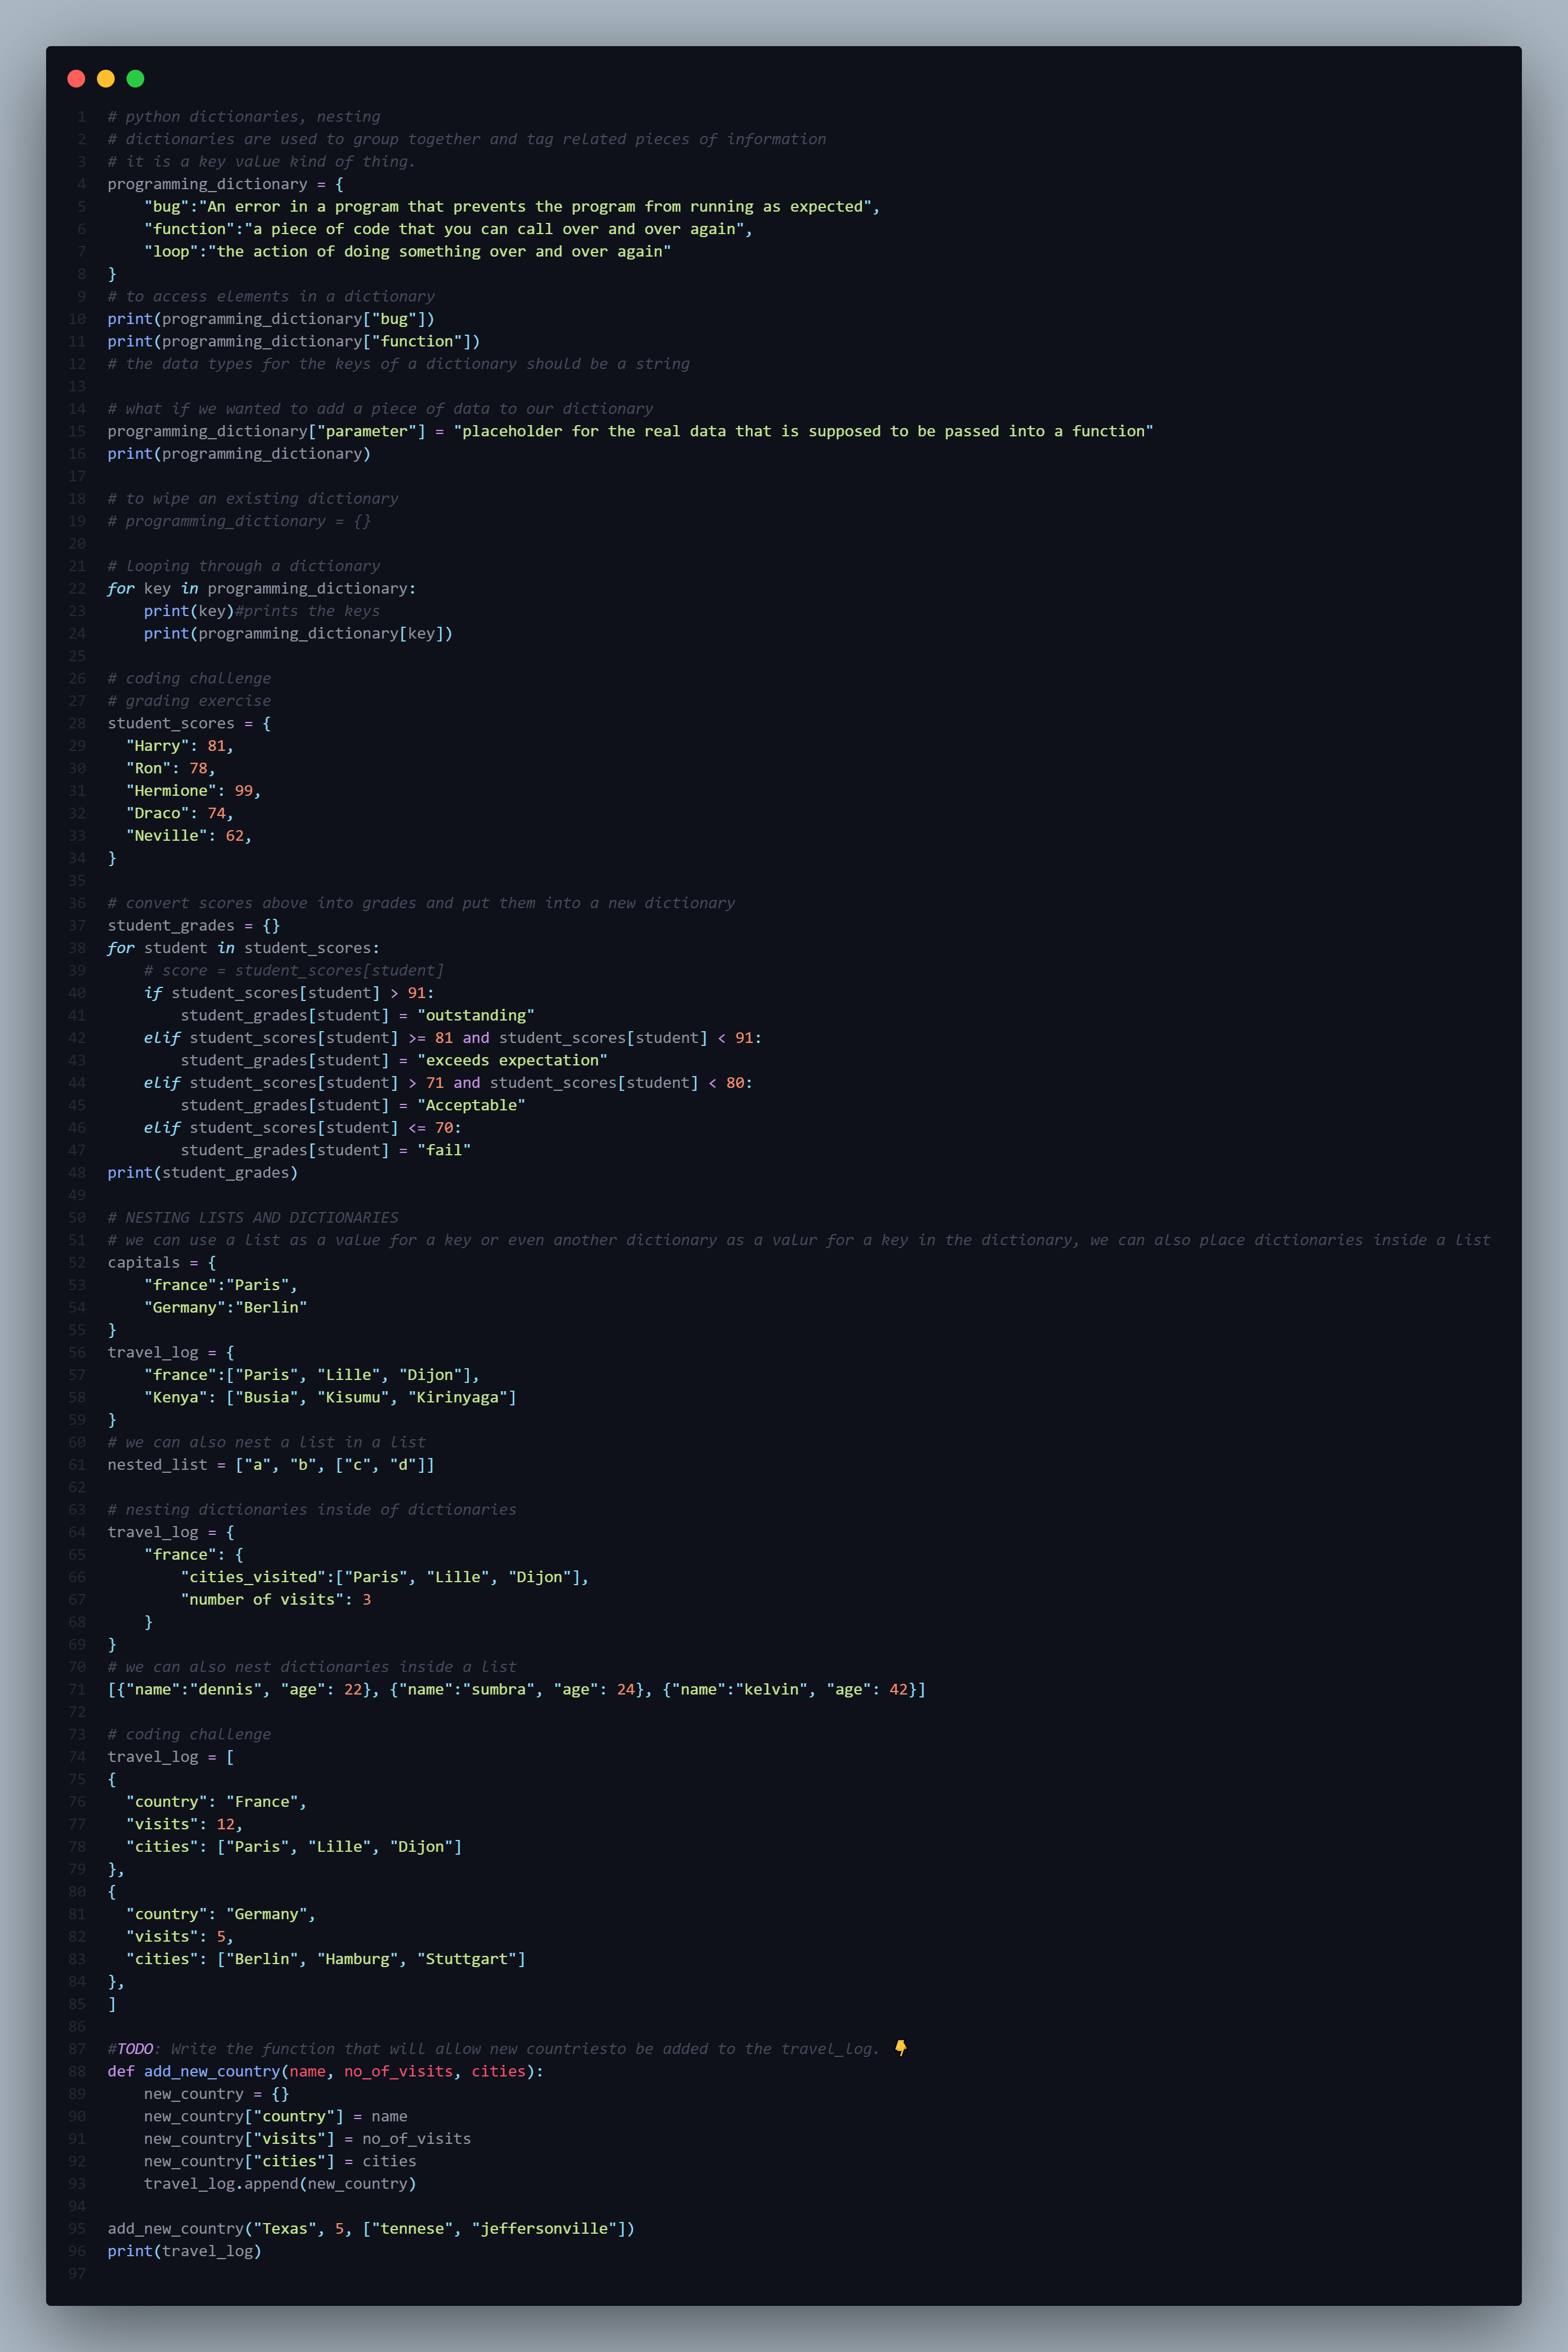 1 # python dictionaries, nesting
2 # dictionaries are used to group together and tag related pieces of information
3 # it is a key value kind of thing.
4 programming_dictionary = {
5     "bug":"An error in a program that prevents the program from running as expected",
6     "function":"a piece of code that you can call over and over again",
7     "loop":"the action of doing something over and over again"
8 }
9 # to access elements in a dictionary
10 print(programming_dictionary["bug"])
11 print(programming_dictionary["function"])
12 # the data types for the keys of a dictionary should be a string
13
14 # what if we wanted to add a piece of data to our dictionary
15 programming_dictionary["parameter"] = "placeholder for the real data that is supposed to be passed into a function"
16 print(programming_dictionary)
17
18 # to wipe an existing dictionary
19 # programming_dictionary = {}
20
21 # Looping through a dictionary
22 for key in programming_dictionary:
23     print(key)#prints the keys
24     print(programming_dictionary[key])
25
26 # coding challenge
27 # grading exercise
28 student_scores = {
29   "Harry": 81,
30   "Ron": 78,
31   "Hermione": 99,
32   "Draco": 74,
33   "Neville": 62,
34 }
35
36 # convert scores above into grades and put them into a new dictionary
37 student_grades = {}
38 for student in student_scores:
39     # score = student_scores[student]
40     if student_scores[student] > 91:
41         student_grades[student] = "outstanding"
42     elif student_scores[student] >= 81 and student_scores[student] < 91:
43         student_grades[student] = "exceeds expectation"
44     elif student_scores[student] > 71 and student_scores[student] < 80:
45         student_grades[student] = "Acceptable"
46     elif student_scores[student] <= 70:
47         student_grades[student] = "fail"
48 print(student_grades)
49
50 # NESTING LISTS AND DICTIONARIES
51 # we can use a list as a value for a key or even another dictionary as a valur for a key in the dictionary, we can also place dictionaries inside a list
52 capitals = {
53     "france":"Paris",
54     "Germany":"Berlin"
55 }
56 travel_log = {
57     "france":["Paris", "Lille", "Dijon"],
58     "Kenya": ["Busia", "Kisumu", "Kirinyaga"]
59 }
60 # we can also nest a list in a list
61 nested_list = ["a", "b", ["c", "d"]]
62
63 # nesting dictionaries inside of dictionaries
64 travel_log = {
65     "france": {
66         "cities_visited":["Paris", "Lille", "Dijon"],
67         "number of visits": 3
68     }
69 }
70 # we can also nest dictionaries inside a list
71 [{"name":"dennis", "age": 22}, {"name":"sumbra", "age": 24}, {"name":"kelvin", "age": 42}]
72
73 # coding challenge
74 travel_log = [
75 {
76   "country": "France",
77   "visits": 12,
78   "cities": ["Paris", "Lille", "Dijon"]
79 },
80 {
81   "country": "Germany",
82   "visits": 5,
83   "cities": ["Berlin", "Hamburg", "Stuttgart"]
84 },
85 ]
86
87 #TODO: Write the function that will allow new countriesto be added to the travel_log. 👇
88 def add_new_country(name, no_of_visits, cities):
89     new_country = {}
90     new_country["country"] = name
91     new_country["visits"] = no_of_visits
92     new_country["cities"] = cities
93     travel_log.append(new_country)
94
95 add_new_country("Texas", 5, ["tennese", "jeffersonville"])
96 print(travel_log)
97